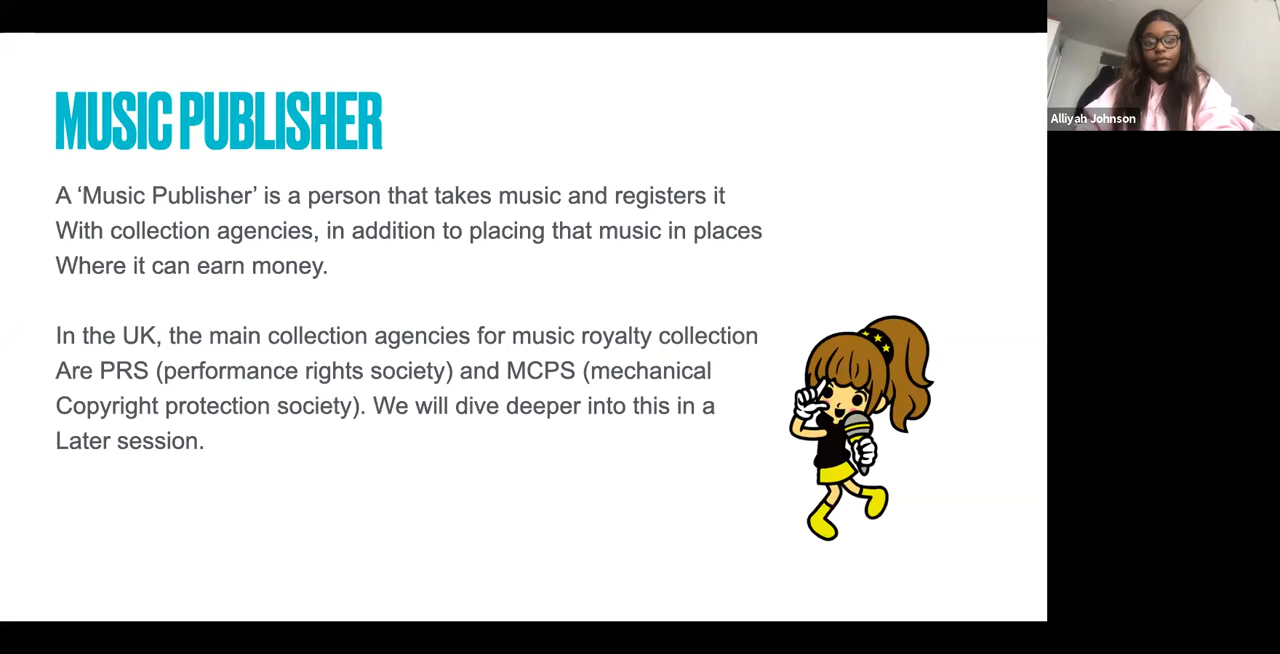 MUSIC PUBLISHER
A ‘Music Publisher’ is a person that takes music and registers it
With collection agencies, in addition to placing that music in places
Where it can earn money.
In the UK, the main collection agencies for music royalty collection
Are PRS (performance rights society) and MCPS (mechanical
Copyright protection society). We will dive deeper into this in a
Later session.
Alliyah Johnson